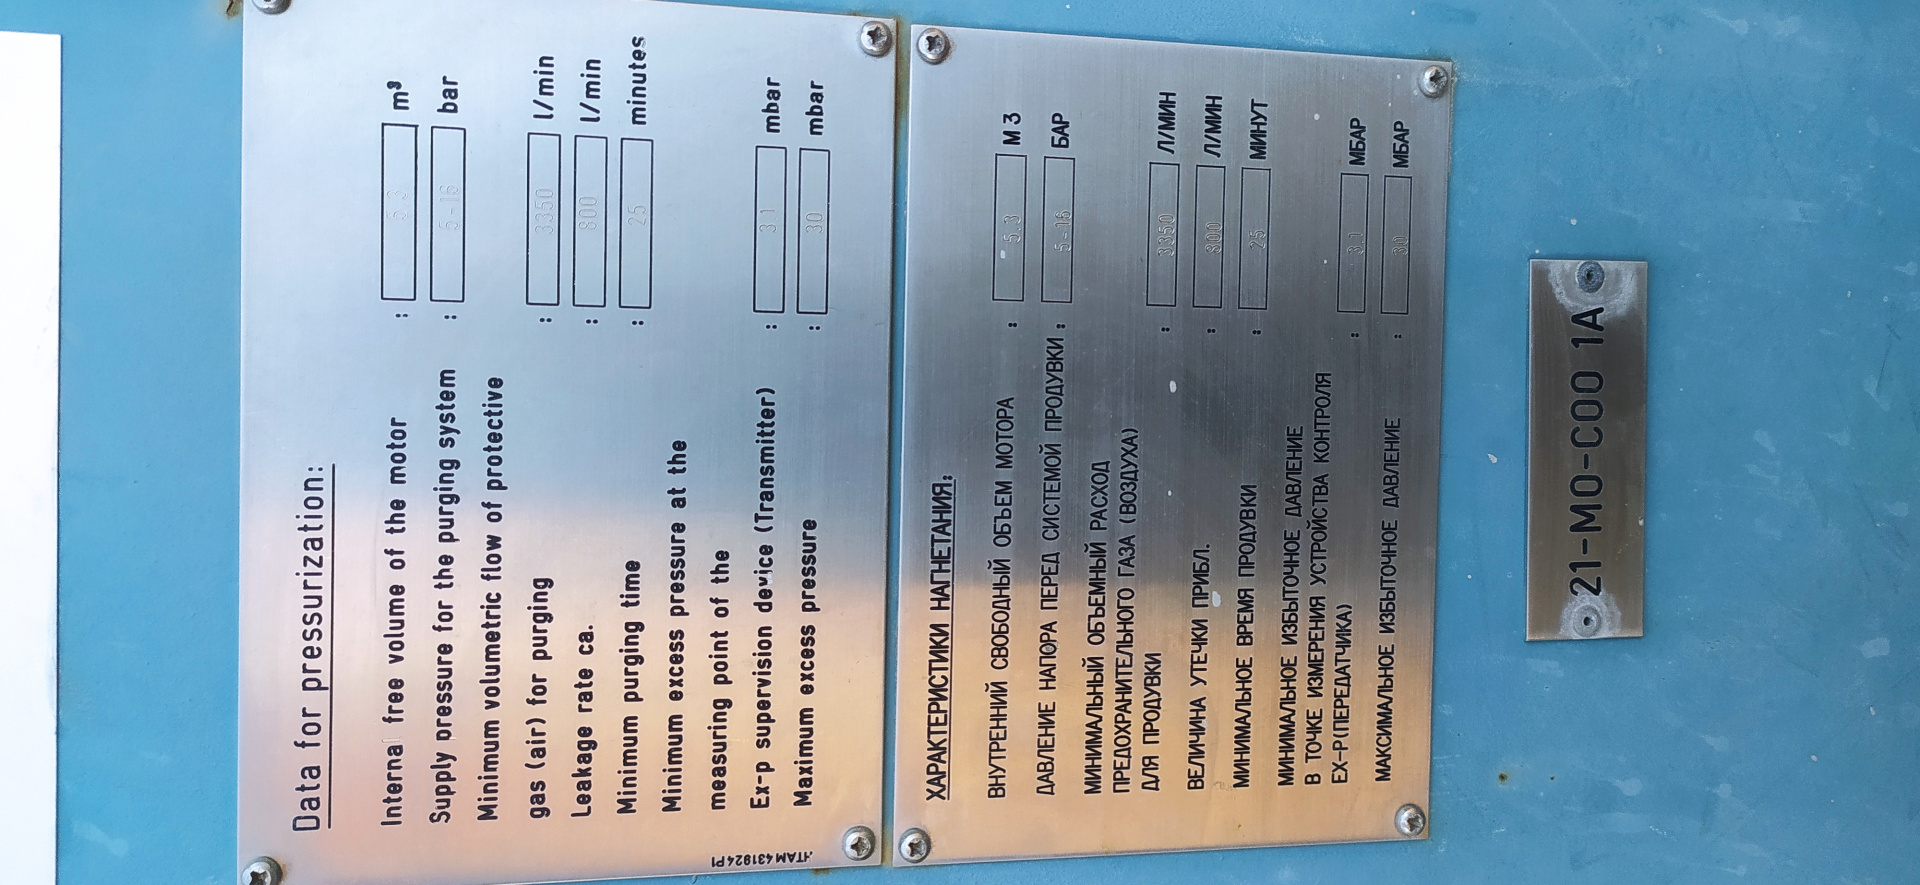 Data for pressurization:
Internal free volume of the motor : 5.3 m³
Supply pressure for the purging system : 5-16 bar
Minimum volumetric flow of protective
gas (air) for purging : 3350 l/min
Leakage rate ca. : 800 l/min
Minimum purging time : 25 minutes
Minimum excess pressure at the
measuring point of the
Ex-p supervision device (Transmitter) : 3.1 mbar
Maximum excess pressure : 30 mbar
HTAM 431924 P1
ХАРАКТЕРИСТИКИ НАГНЕТАНИЯ:
ВНУТРЕННИЙ СВОБОДНЫЙ ОБЪЕМ МОТОРА : 5.3 М 3
ДАВЛЕНИЕ НАПОРА ПЕРЕД СИСТЕМОЙ ПРОДУВКИ : 5-16 БАР
МИНИМАЛЬНЫЙ ОБЪЕМНЫЙ РАСХОД
ПРЕДОХРАНИТЕЛЬНОГО ГАЗА (ВОЗДУХА)
ДЛЯ ПРОДУВКИ : 3350 Л/МИН
ВЕЛИЧИНА УТЕЧКИ ПРИБЛ. : 800 Л/МИН
МИНИМАЛЬНОЕ ВРЕМЯ ПРОДУВКИ : 25 МИНУТ
МИНИМАЛЬНОЕ ИЗБЫТОЧНОЕ ДАВЛЕНИЕ
В ТОЧКЕ ИЗМЕРЕНИЯ УСТРОЙСТВА КОНТРОЛЯ
EX-P(ПЕРЕДАТЧИКА) : 3.1 МБАР
МАКСИМАЛЬНОЕ ИЗБЫТОЧНОЕ ДАВЛЕНИЕ : 30 МБАР
21-MO-C00 1A